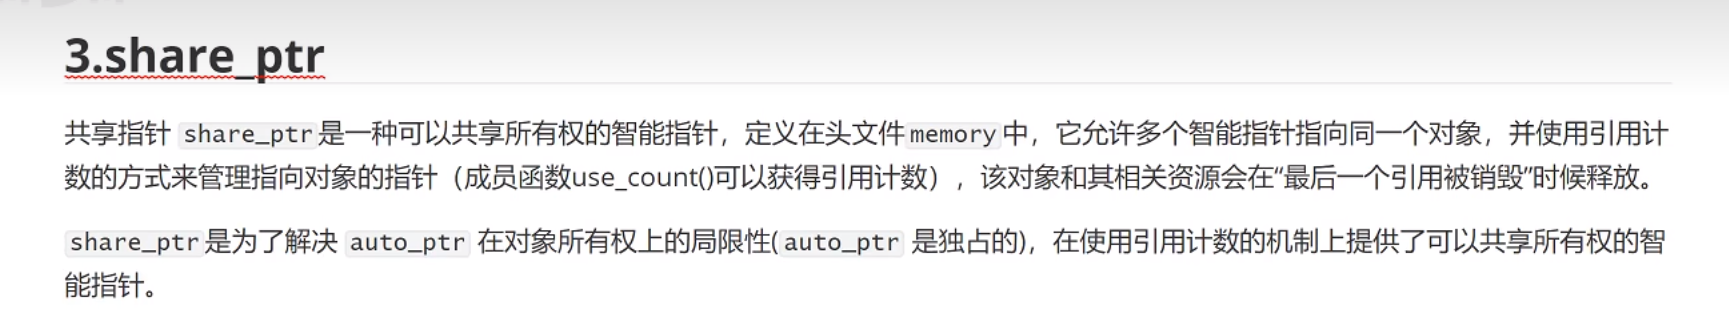 3.share_ptr
共享指针 share_ptr是一种可以共享所有权的智能指针，定义在头文件memory中，它允许多个智能指针指向同一个对象，并使用引用计
数的方式来管理指向对象的指针（成员函数use_count()可以获得引用计数），该对象和其相关资源会在“最后一个引用被销毁”时候释放。
share_ptr是为了解决 auto_ptr 在对象所有权上的局限性(auto_ptr 是独占的)，在使用引用计数的机制上提供了可以共享所有权的智
能指针。